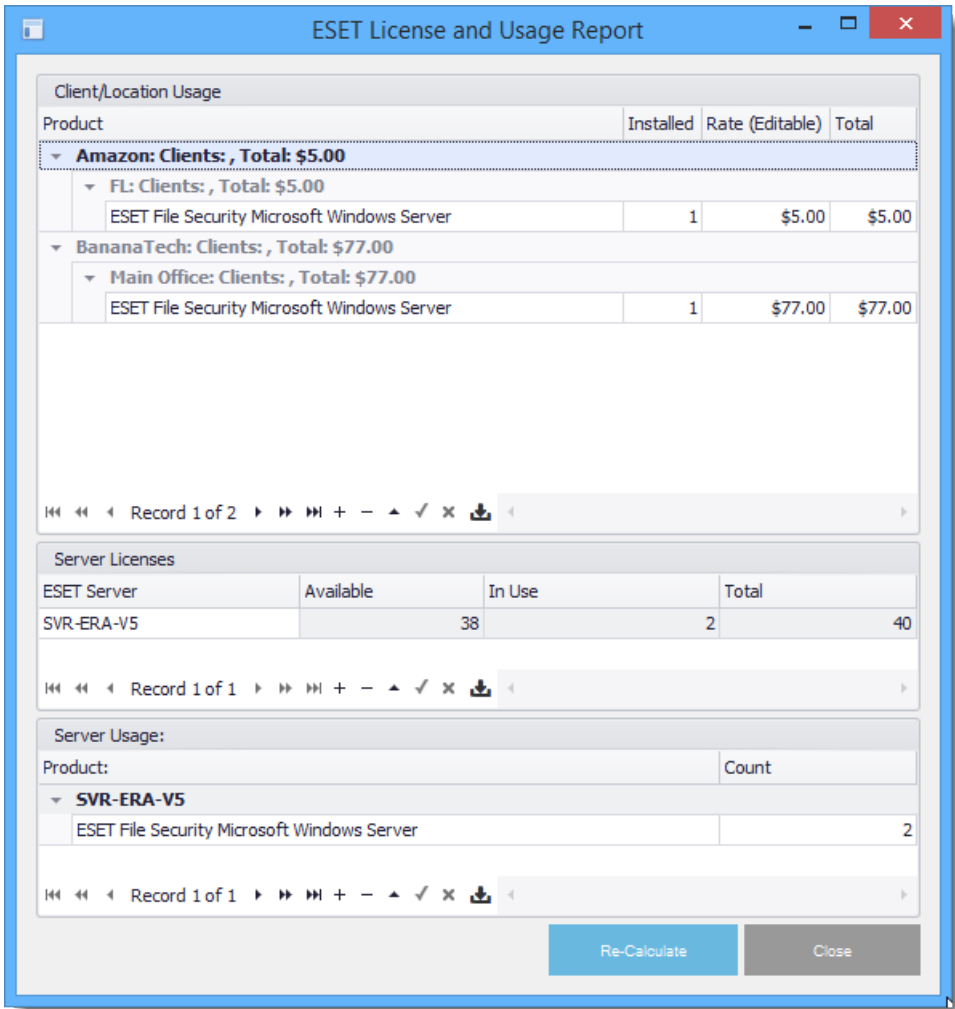 ESET License and Usage Report
Client/Location Usage
Product Installed Rate (Editable) Total
Amazon: Clients: , Total: $5.00
FL: Clients: , Total: $5.00
ESET File Security Microsoft Windows Server 1 $5.00 $5.00
BananaTech: Clients: , Total: $77.00
Main Office: Clients: , Total: $77.00
ESET File Security Microsoft Windows Server 1 $77.00 $77.00
Record 1 of 2
Server Licenses
ESET Server Available In Use Total
SVR-ERA-V5 38 2 40
Record 1 of 1
Server Usage:
Product: Count
SVR-ERA-V5
ESET File Security Microsoft Windows Server 2
Record 1 of 1
Re-Calculate Close